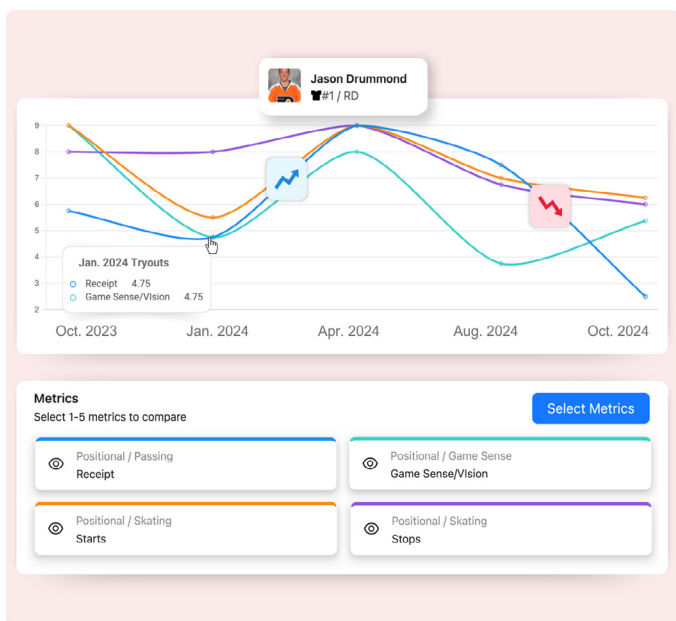 Jason Drummond
#1 / RD
9
8
7
6
5
4
3
2
Jan. 2024 Tryouts
Receipt 4.75
Game Sense/VIsion 4.75
Oct. 2023 Jan. 2024 Apr. 2024 Aug. 2024 Oct. 2024
Metrics
Select 1-5 metrics to compare
Select Metrics
Positional / Passing
Receipt
Positional / Game Sense
Game Sense/VIsion
Positional / Skating
Starts
Positional / Skating
Stops